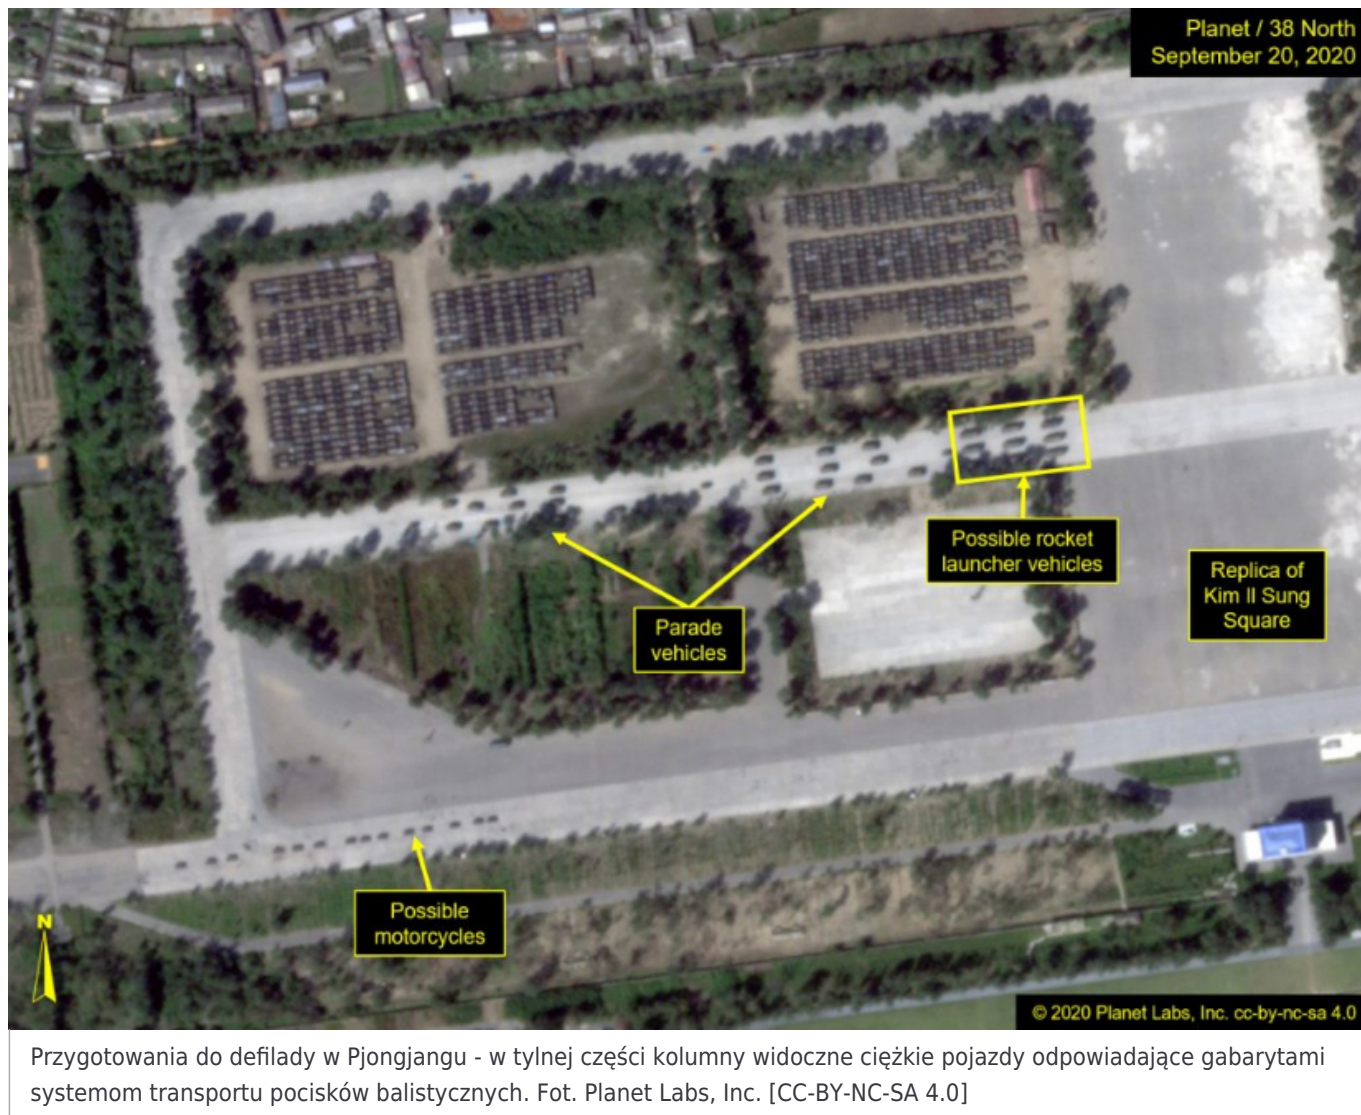 Planet / 38 North
September 20, 2020
Possible rocket
launcher vehicles
Replica of
Kim Il Sung
Square
Parade
vehicles
Possible
motorcycles
N
© 2020 Planet Labs, Inc. cc-by-nc-sa 4.0
Przygotowania do defilady w Pjongjangu - w tylnej części kolumny widoczne ciężkie pojazdy odpowiadające gabarytami
systemom transportu pocisków balistycznych. Fot. Planet Labs, Inc. [CC-BY-NC-SA 4.0]